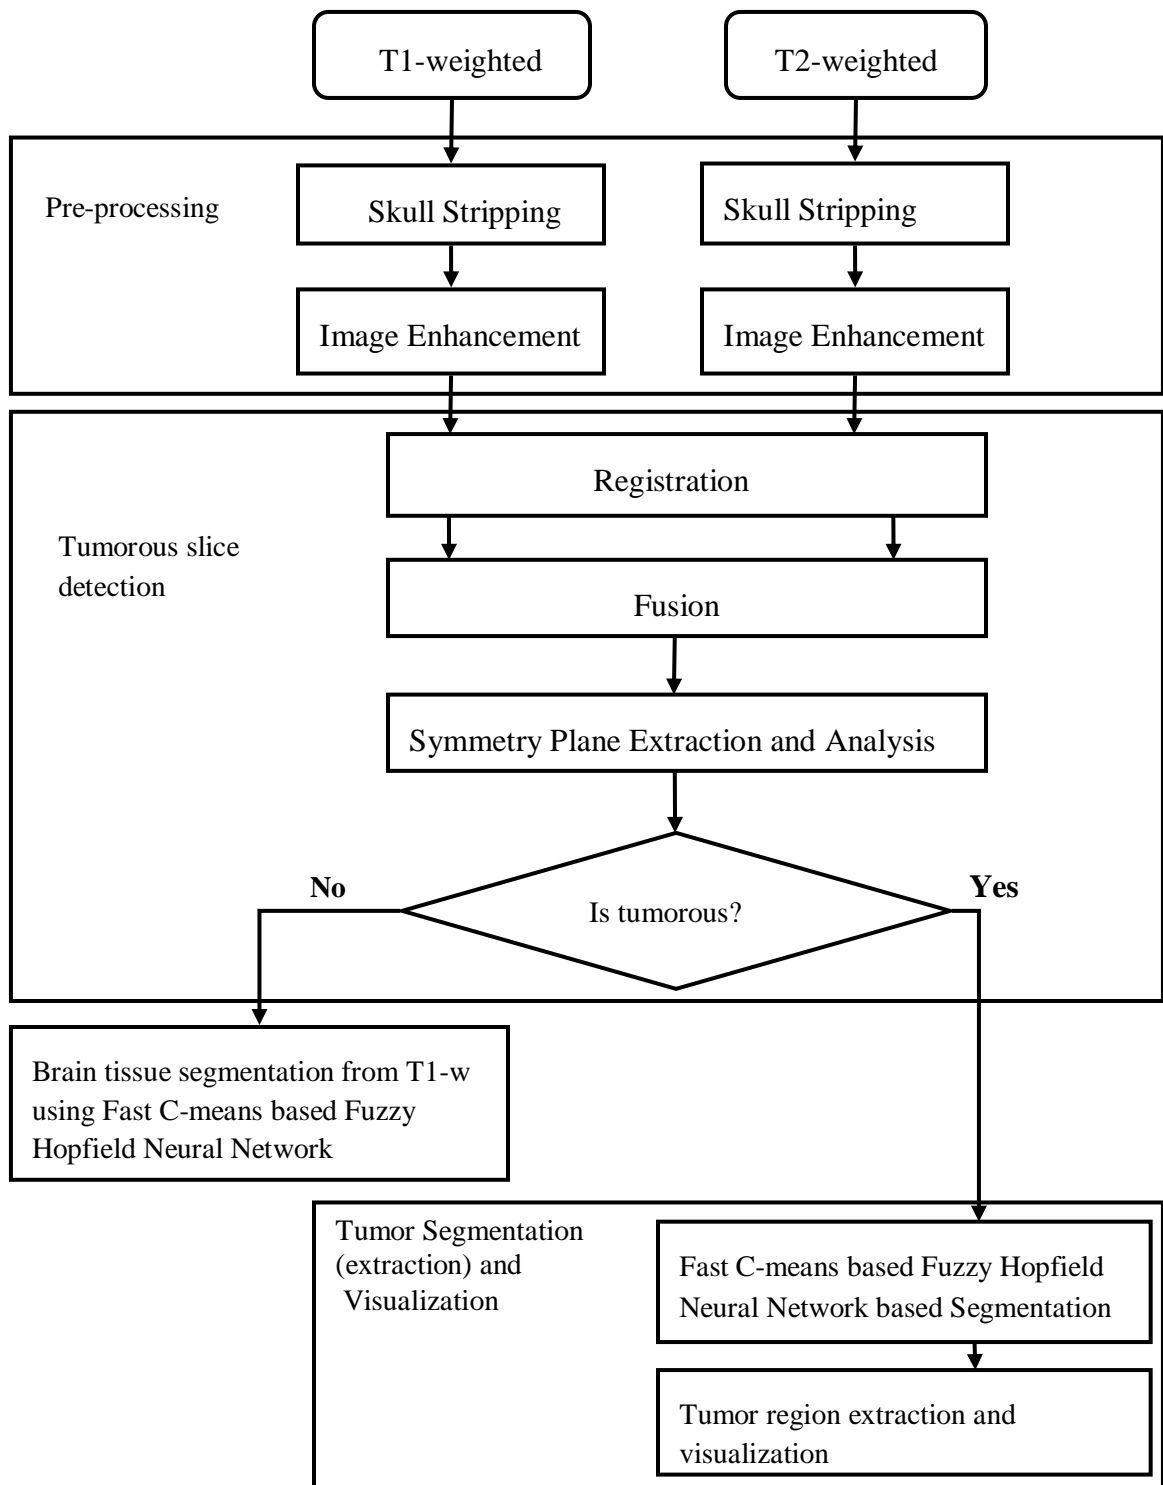 T1-weighted
T2-weighted
Pre-processing
Skull Stripping
Skull Stripping
Image Enhancement
Image Enhancement
Registration
Tumorous slice
detection
Fusion
Symmetry Plane Extraction and Analysis
No
Yes
Is tumorous?
Brain tissue segmentation from T1-w
using Fast C-means based Fuzzy
Hopfield Neural Network
Tumor Segmentation
(extraction) and
Visualization
Fast C-means based Fuzzy Hopfield
Neural Network based Segmentation
Tumor region extraction and
visualization